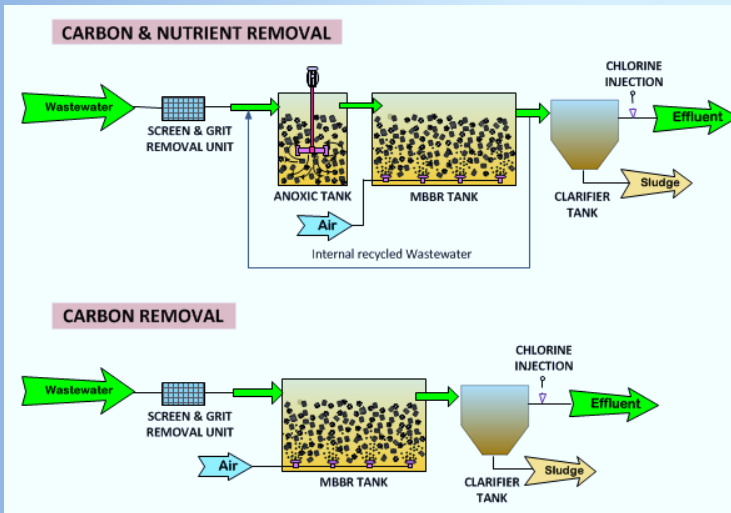 CARBON & NUTRIENT REMOVAL
CHLORINE
INJECTION
Wastewater
Effluent
SCREEN & GRIT
REMOVAL UNIT
ANOXIC TANK
MBBR TANK
CLARIFIER
TANK
Sludge
Air
Internal recycled Wastewater
CARBON REMOVAL
CHLORINE
INJECTION
Wastewater
Effluent
SCREEN & GRIT
REMOVAL UNIT
Air
MBBR TANK
CLARIFIER
TANK
Sludge